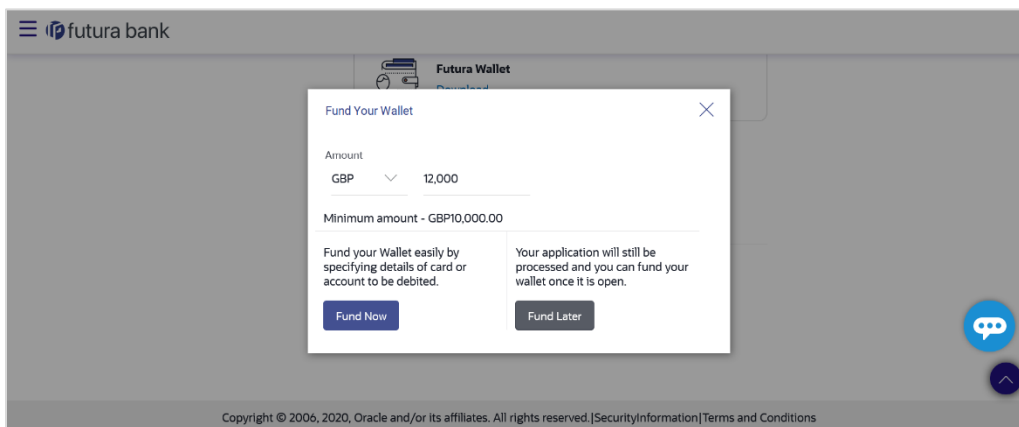 futura bank
Futura Wallet
Download
Fund Your Wallet
Amount
GBP 12,000
Minimum amount - GBP10,000.00
Fund your Wallet easily by
specifying details of card or
account to be debited.
Fund Now
Your application will still be
processed and you can fund your
wallet once it is open.
Fund Later
Copyright © 2006, 2020, Oracle and/or its affiliates. All rights reserved.|SecurityInformation|Terms and Conditions